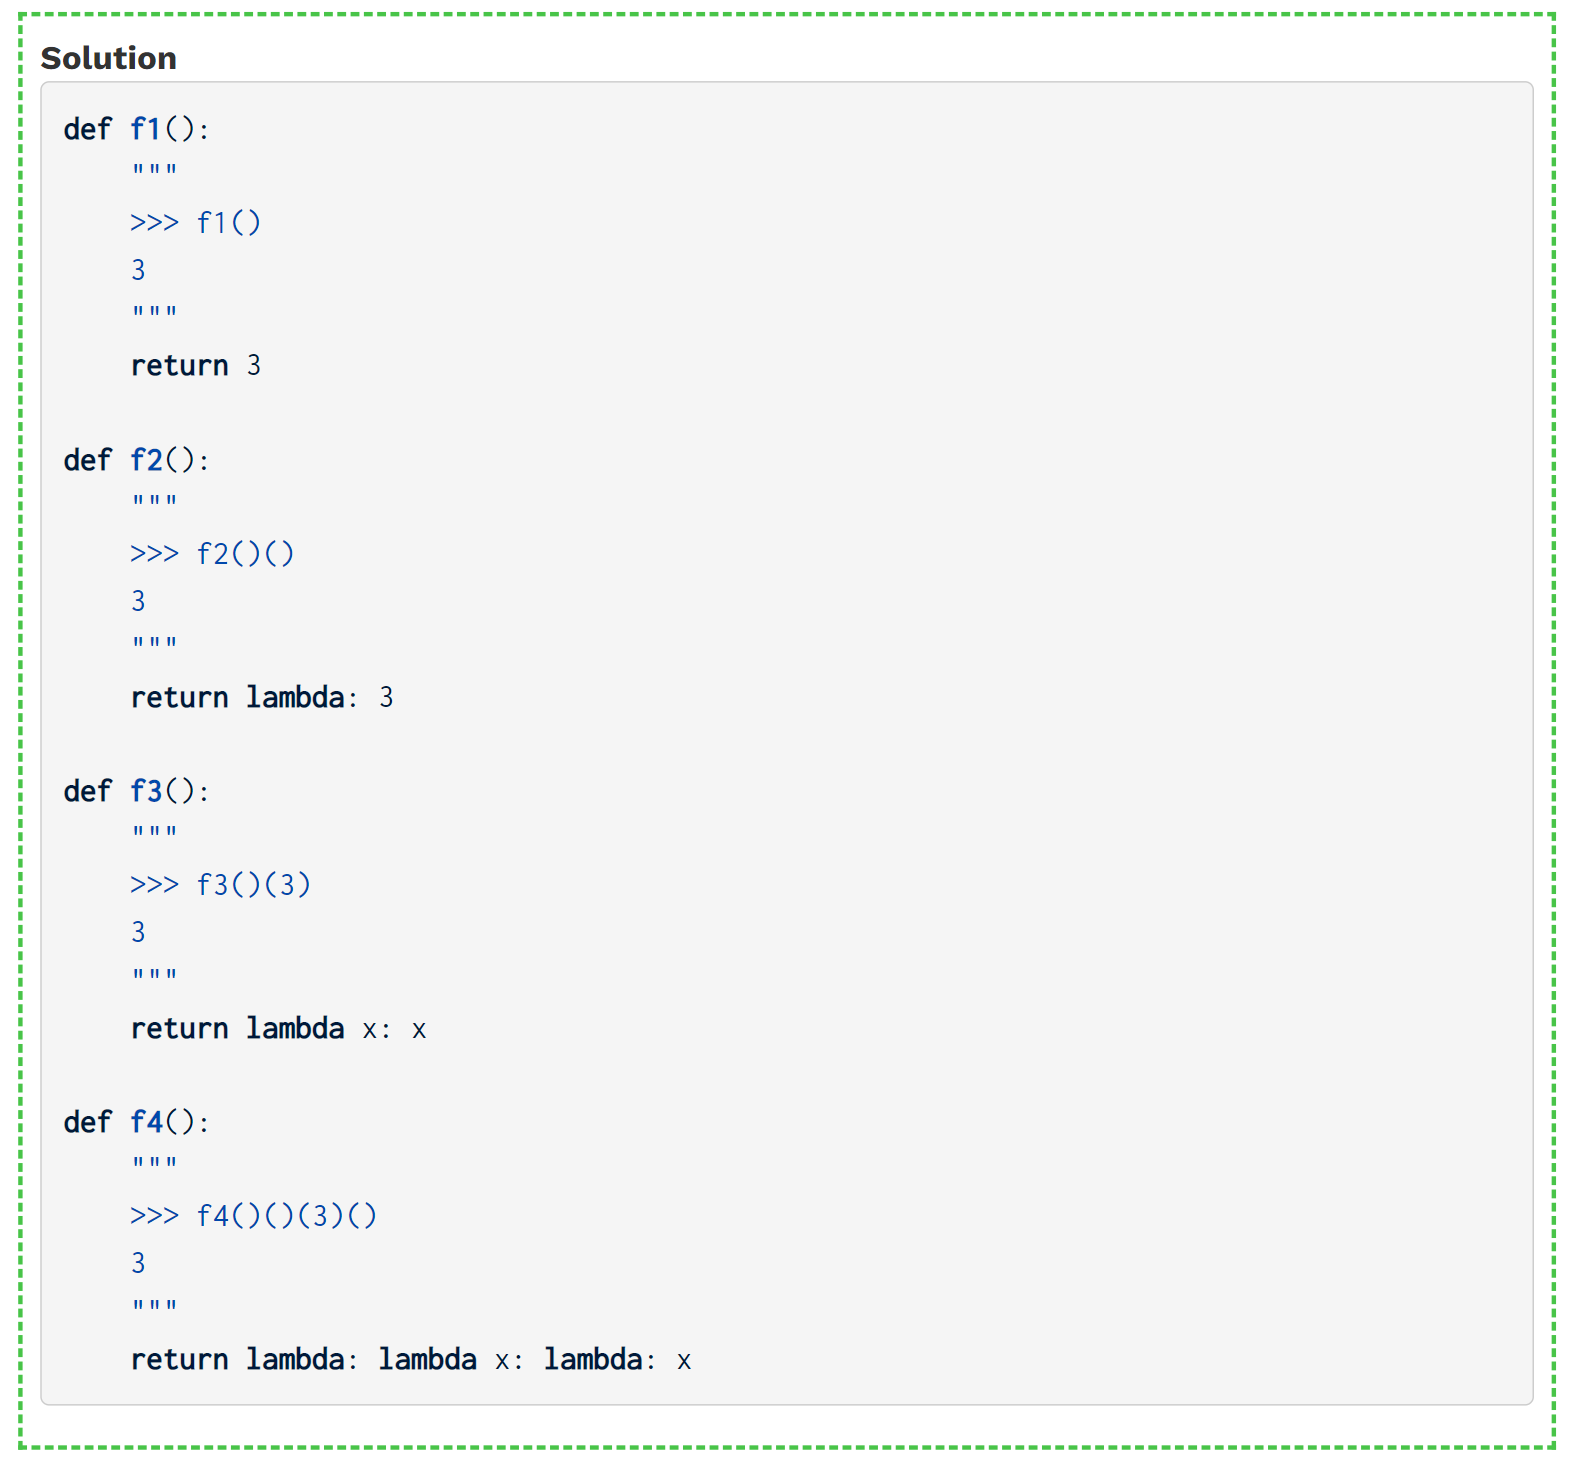 Solution
def f1():
    """
    >>> f1()
    3
    """
    return 3

def f2():
    """
    >>> f2()()
    3
    """
    return lambda: 3

def f3():
    """
    >>> f3()(3)
    3
    """
    return lambda x: x

def f4():
    """
    >>> f4()()(3)()
    3
    """
    return lambda: lambda x: lambda: x